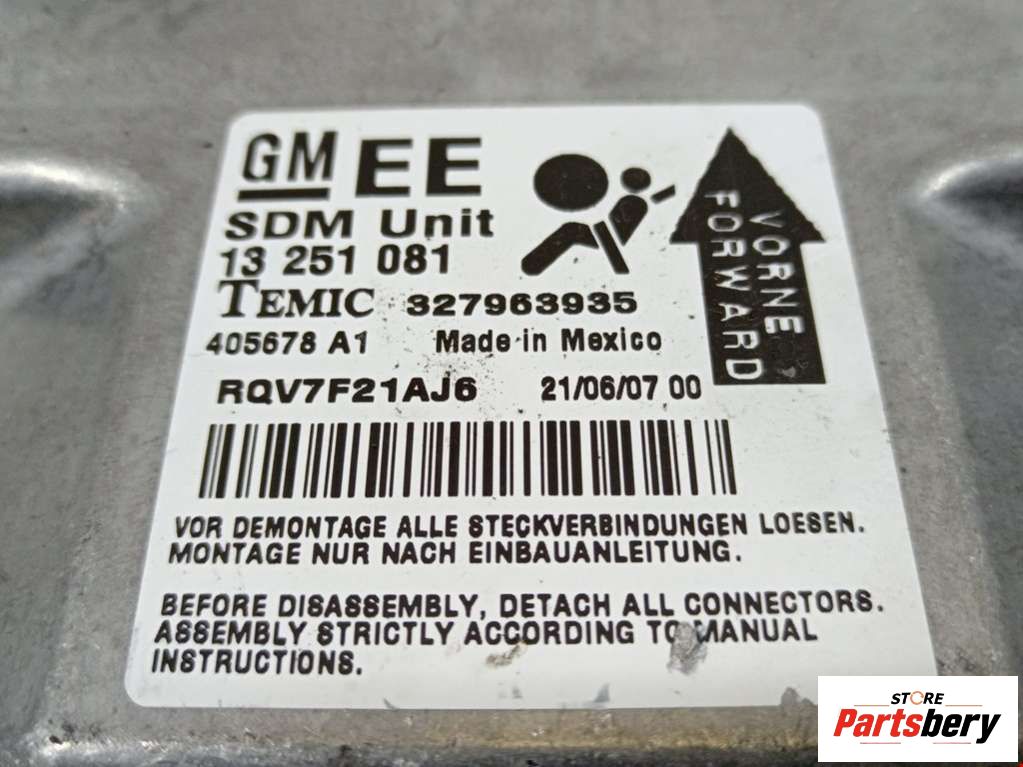 GM EE
SDM Unit
13 251 081
TEMIC 327963935
405678 A1 Made in Mexico
RQV7F21AJ6 21/06/07 00
VORNE
FORWARD
VOR DEMONTAGE ALLE STECKVERBINDUNGEN LOESEN.
MONTAGE NUR NACH EINBAUANLEITUNG.
BEFORE DISASSEMBLY, DETACH ALL CONNECTORS.
ASSEMBLY STRICTLY ACCORDING TO MANUAL
INSTRUCTIONS.
STORE
Partsbery